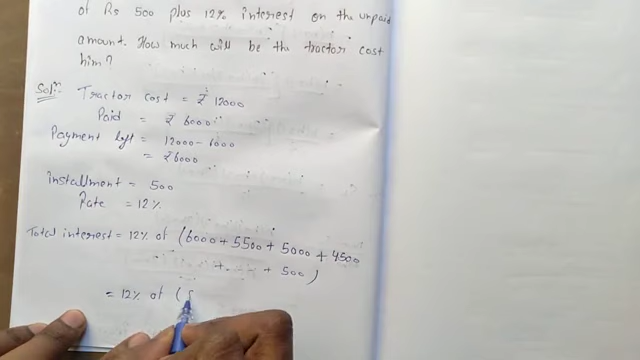 of Rs 500 plus 12% interest on the unpaid
amount. How much will be the tractor cost
him?
Soln:- Tractor cost = ₹ 12000
Paid = ₹ 6000
Payment left = 12000 - 6000
= ₹6000
installment = 500
Rate = 12%
Total interest = 12% of (6000 + 5500 + 5000 + 4500
+ ... + 500)
= 12% of (